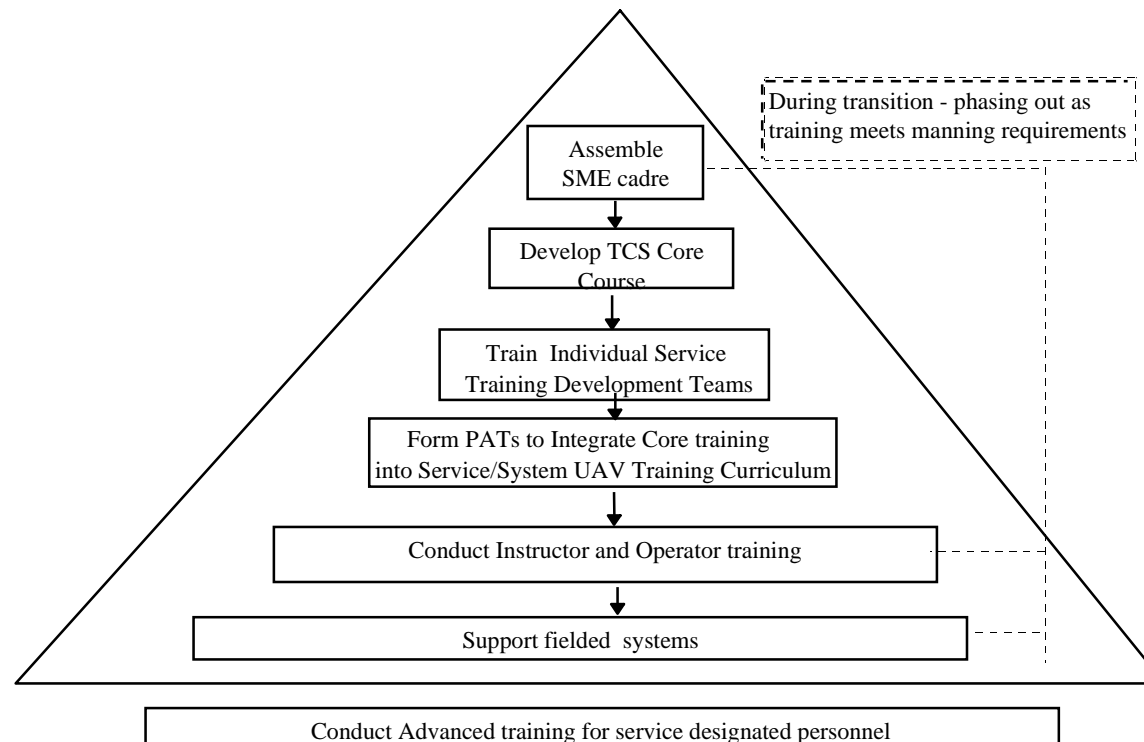 During transition - phasing out as
training meets manning requirements
Assemble
SME cadre
Develop TCS Core
Course
Train Individual Service
Training Development Teams
Form PATs to Integrate Core training
into Service/System UAV Training Curriculum
Conduct Instructor and Operator training
Support fielded systems
Conduct Advanced training for service designated personnel